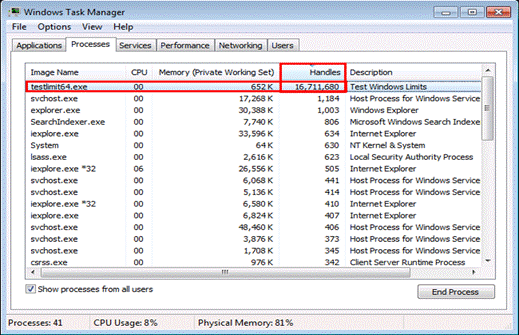 Windows Task Manager
File Options View Help
Applications Processes Services Performance Networking Users
Image Name CPU Memory (Private Working Set) Handles Description
testlimit64.exe 00 652 K 16,711,680 Test Windows Limits
svchost.exe 00 17,268 K 1,184 Host Process for Windows Service
explorer.exe 00 30,388 K 1,003 Windows Explorer
SearchIndexer.exe 00 7,740 K 806 Microsoft Windows Search Indexer
iexplore.exe 00 33,596 K 634 Internet Explorer
System 00 64 K 630 NT Kernel & System
lsass.exe 00 2,616 K 623 Local Security Authority Process
iexplore.exe *32 06 26,556 K 505 Internet Explorer
svchost.exe 00 6,068 K 441 Host Process for Windows Service
svchost.exe 00 5,136 K 414 Host Process for Windows Service
iexplore.exe *32 00 6,580 K 410 Internet Explorer
iexplore.exe 00 6,824 K 407 Internet Explorer
svchost.exe 00 48,460 K 406 Host Process for Windows Service
svchost.exe 00 3,876 K 373 Host Process for Windows Service
svchost.exe 00 1,708 K 345 Host Process for Windows Service
csrss.exe 00 976 K 342 Client Server Runtime Process
Show processes from all users
End Process
Processes: 41 CPU Usage: 8% Physical Memory: 81%